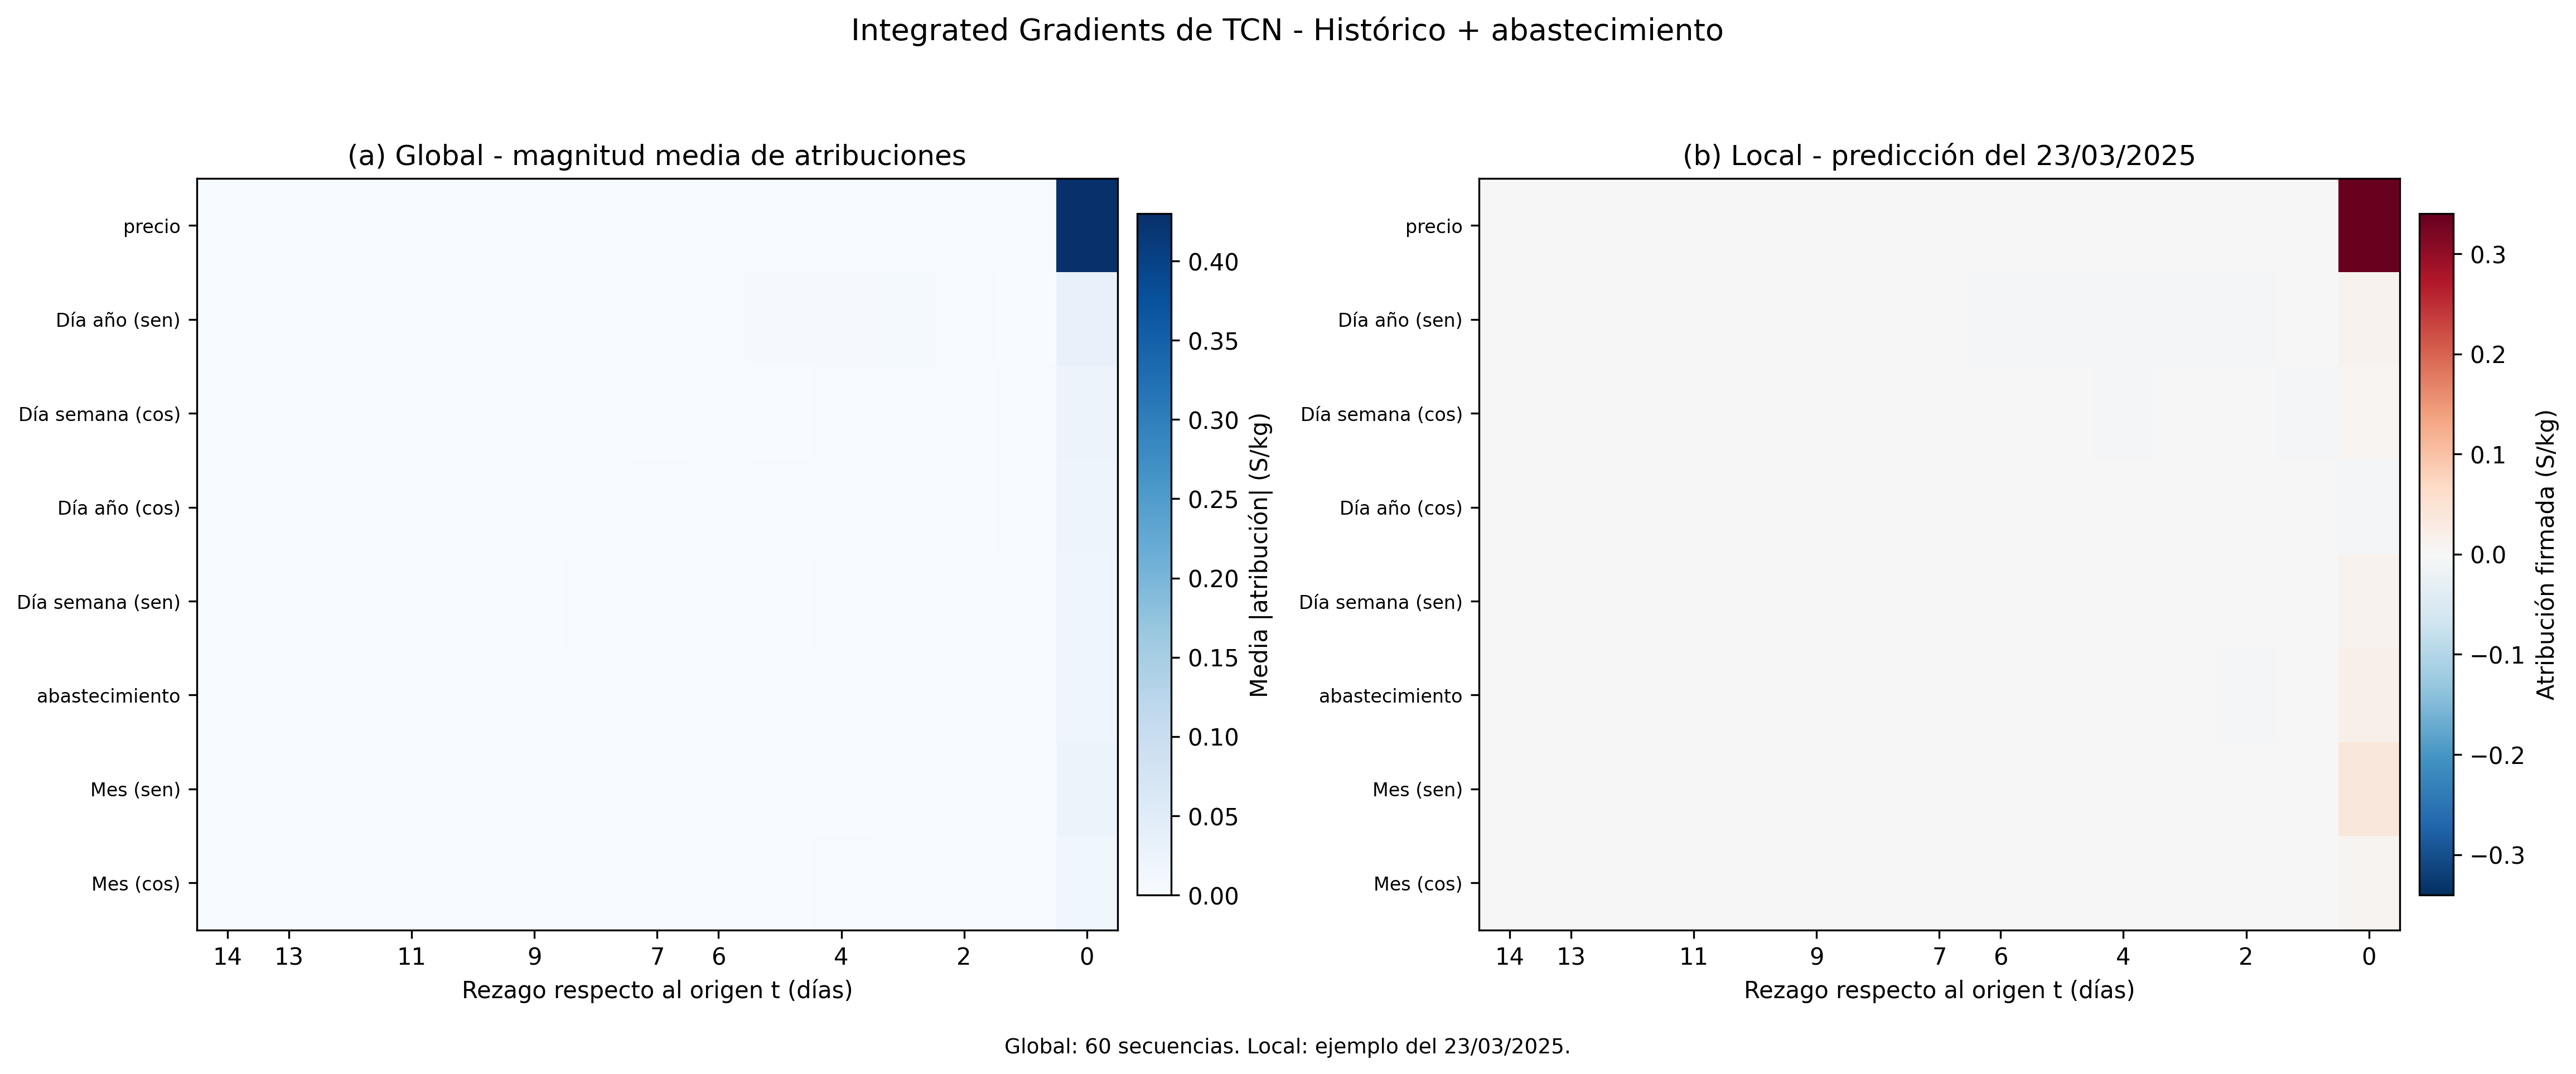 Integrated Gradients de TCN - Histórico + abastecimiento
(a) Global - magnitud media de atribuciones
precio
Día año (sen)
Día semana (cos)
Día año (cos)
Día semana (sen)
abastecimiento
Mes (sen)
Mes (cos)
14 13 11 9 7 6 4 2 0
Rezago respecto al origen t (días)
0.40
0.35
0.30
0.25
0.20
0.15
0.10
0.05
0.00
Media |atribución| (S/kg)
(b) Local - predicción del 23/03/2025
precio
Día año (sen)
Día semana (cos)
Día año (cos)
Día semana (sen)
abastecimiento
Mes (sen)
Mes (cos)
14 13 11 9 7 6 4 2 0
Rezago respecto al origen t (días)
0.3
0.2
0.1
0.0
−0.1
−0.2
−0.3
Atribución firmada (S/kg)
Global: 60 secuencias. Local: ejemplo del 23/03/2025.